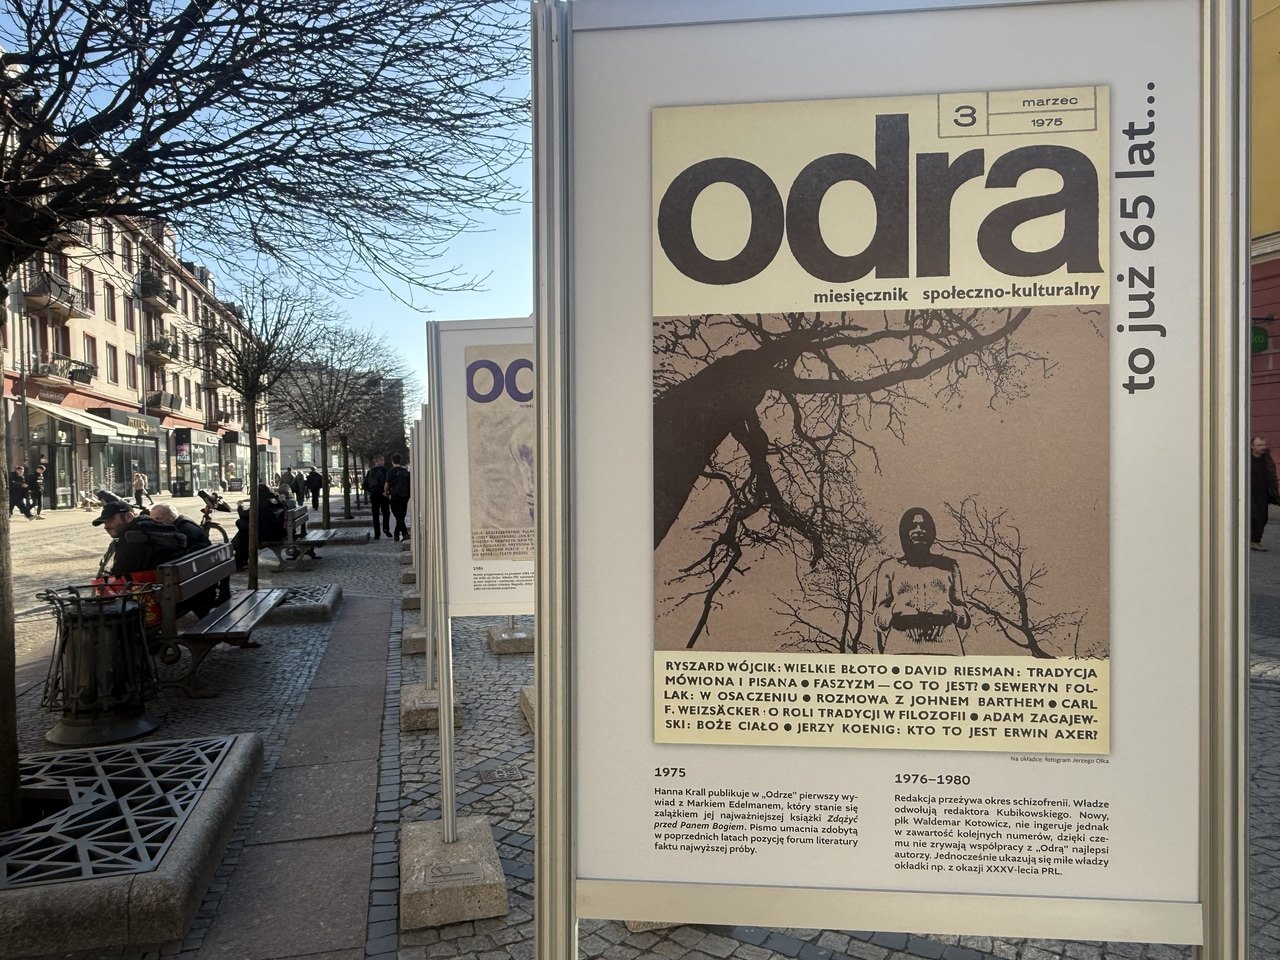 3
marzec
1975
odra
miesięcznik społeczno-kulturalny
to już 65 lat...
RYSZARD WÓJCIK: WIELKIE BŁOTO ● DAVID RIESMAN: TRADYCJA
MÓWIONA I PISANA ● FASZYZM — CO TO JEST? ● SEWERYN POL-
LAK: W OSACZENIU ● ROZMOWA Z JOHNEM BARTHEM ● CARL
F. WEIZSÄCKER: O ROLI TRADYCJI W FILOZOFII ● ADAM ZAGAJEW-
SKI: BOŻE CIAŁO ● JERZY KOENIG: KTO TO JEST ERWIN AXER?
Na okładce: fotogram Jerzego Olka
1975
Hanna Krall publikuje w „Odrze” pierwszy wy-
wiad z Markiem Edelmanem, który stanie się
zalążkiem jej najważniejszej książki Zdążyć
przed Panem Bogiem. Pismo umacnia zdobytą
w poprzednich latach pozycję forum literatury
faktu najwyższej próby.
1976–1980
Redakcja przeżywa okres schizofrenii. Władze
odwołują redaktora Kubikowskiego. Nowy,
płk Waldemar Kotowicz, nie ingeruje jednak
w zawartość kolejnych numerów, dzięki cze-
mu nie zrywają współpracy z „Odrą” najlepsi
autorzy. Jednocześnie ukazują się miłe władzy
okładki np. z okazji XXXV-lecia PRL.
1981